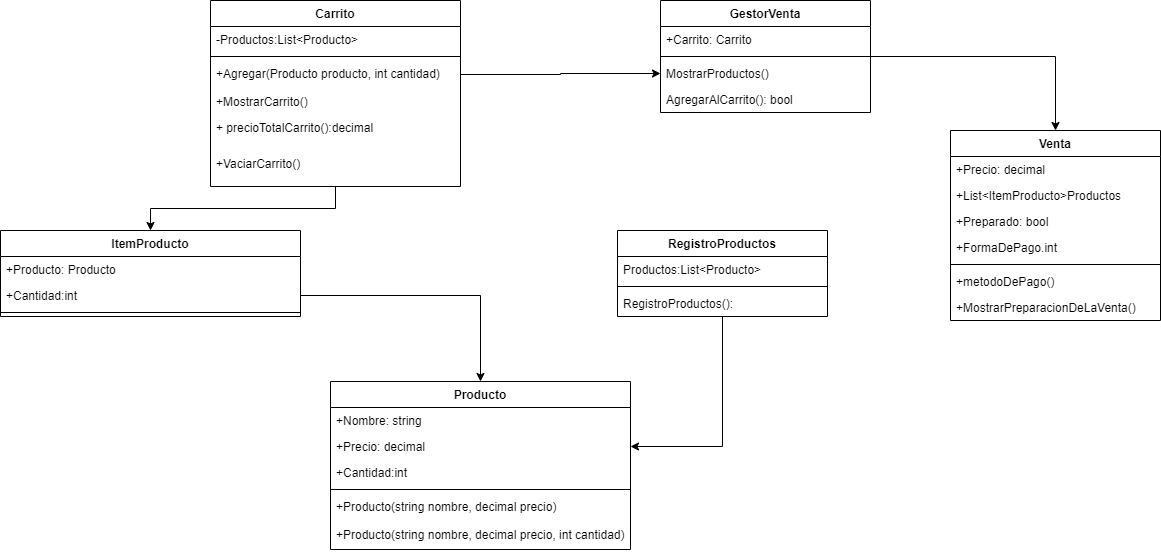 Carrito
-Productos:List<Producto>
+Agregar(Producto producto, int cantidad)
+MostrarCarrito()
+ precioTotalCarrito():decimal
+VaciarCarrito()
GestorVenta
+Carrito: Carrito
MostrarProductos()
AgregarAlCarrito(): bool
Venta
+Precio: decimal
+List<ItemProducto>Productos
+Preparado: bool
+FormaDePago.int
+metodoDePago()
+MostrarPreparacionDeLaVenta()
ItemProducto
+Producto: Producto
+Cantidad:int
RegistroProductos
Productos:List<Producto>
RegistroProductos():
Producto
+Nombre: string
+Precio: decimal
+Cantidad:int
+Producto(string nombre, decimal precio)
+Producto(string nombre, decimal precio, int cantidad)